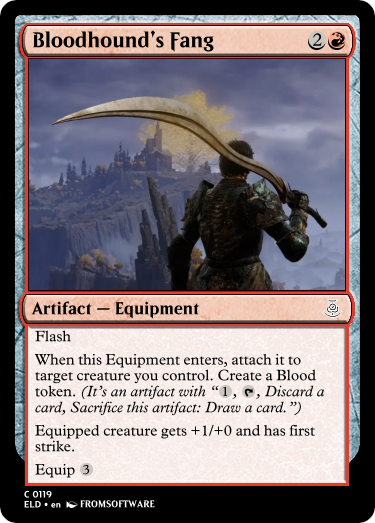 Bloodhound's Fang 2
Artifact — Equipment
Flash
When this Equipment enters, attach it to
target creature you control. Create a Blood
token. (It's an artifact with “1, , Discard a
card, Sacrifice this artifact: Draw a card.”)
Equipped creature gets +1/+0 and has first
strike.
Equip 3
C 0119
ELD • en FROMSOFTWARE